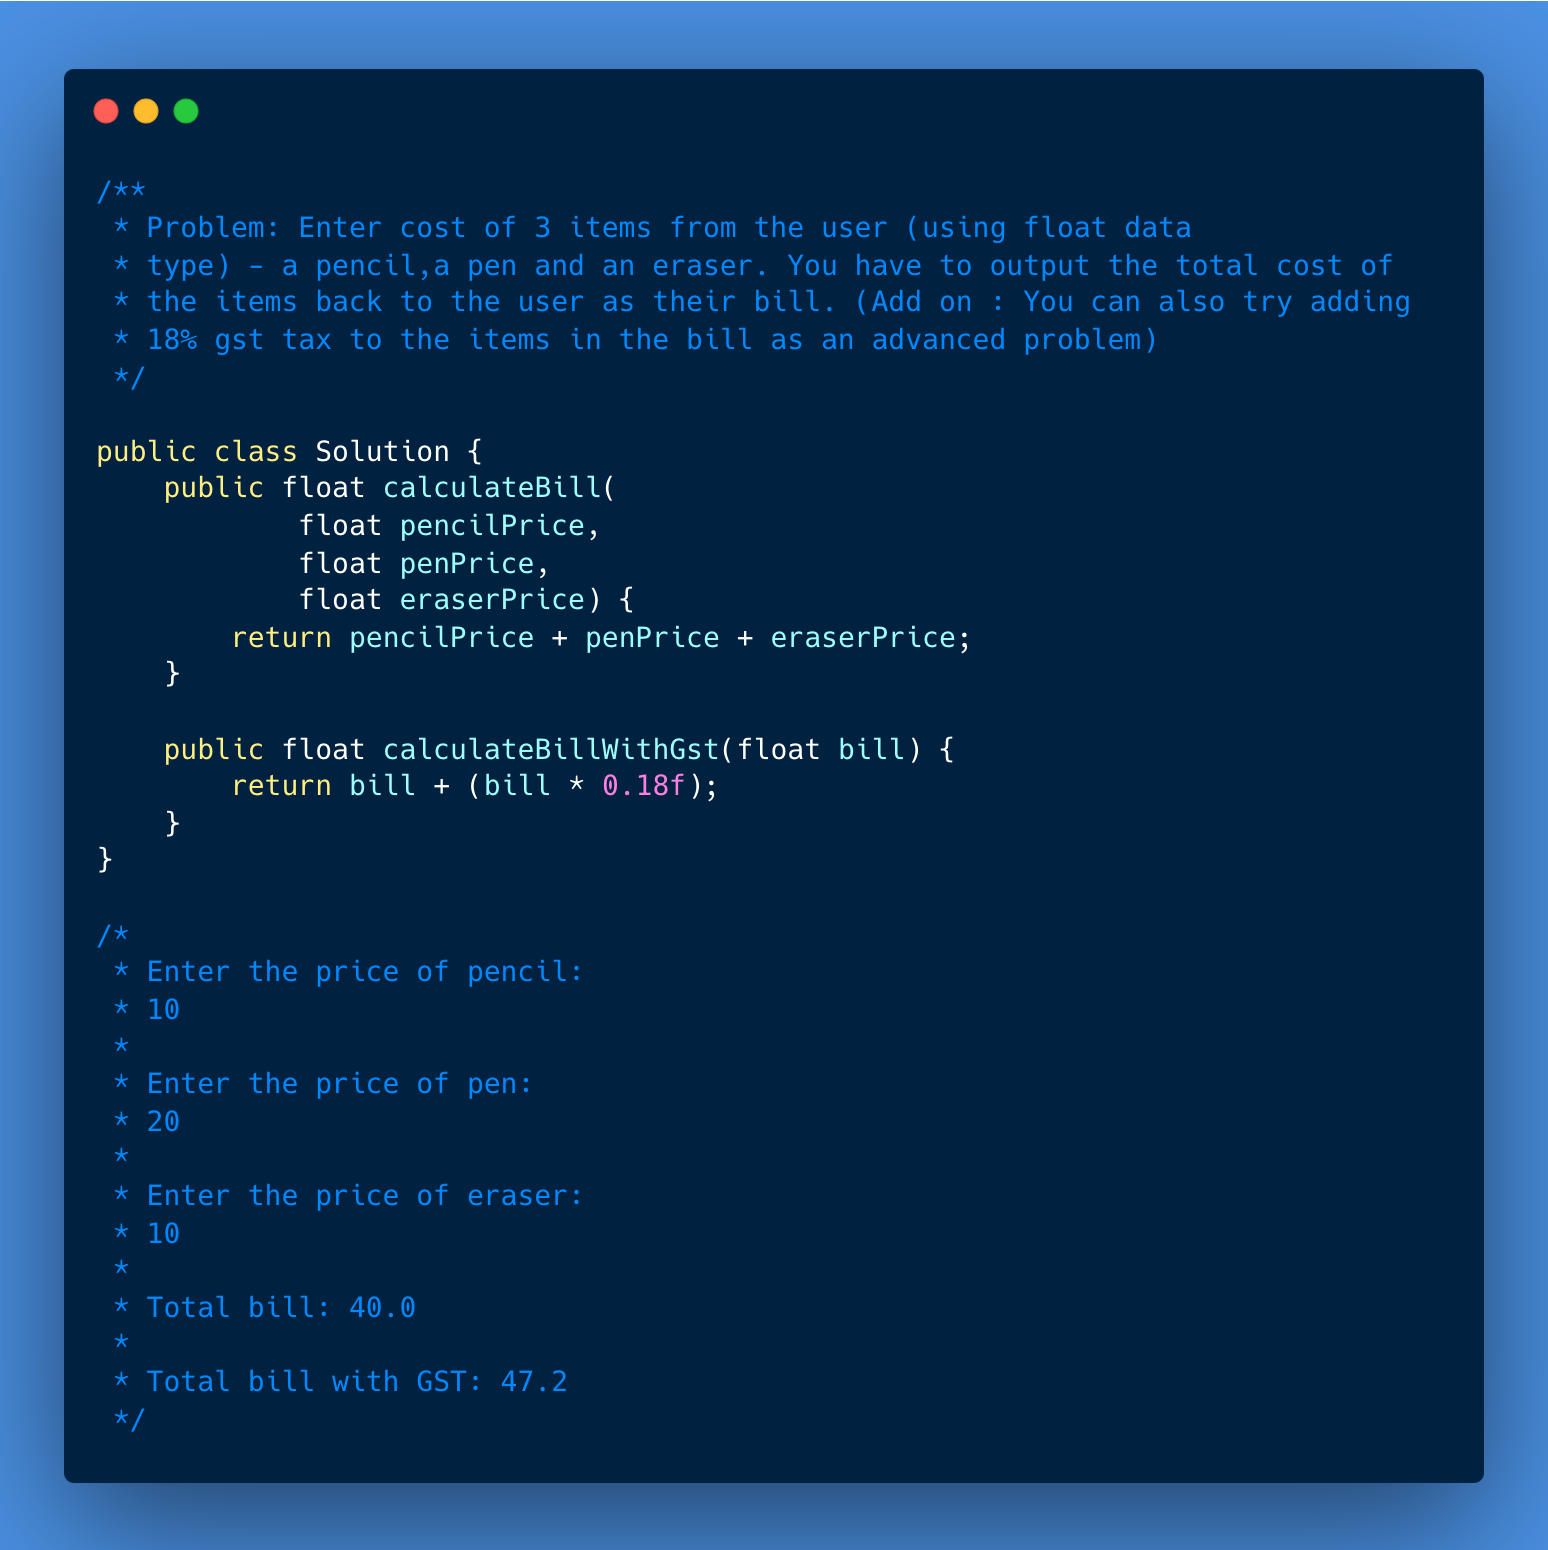 /**
 * Problem: Enter cost of 3 items from the user (using float data
 * type) - a pencil,a pen and an eraser. You have to output the total cost of
 * the items back to the user as their bill. (Add on : You can also try adding
 * 18% gst tax to the items in the bill as an advanced problem)
 */

public class Solution {
    public float calculateBill(
            float pencilPrice,
            float penPrice,
            float eraserPrice) {
        return pencilPrice + penPrice + eraserPrice;
    }

    public float calculateBillWithGst(float bill) {
        return bill + (bill * 0.18f);
    }
}

/*
 * Enter the price of pencil:
 * 10
 *
 * Enter the price of pen:
 * 20
 *
 * Enter the price of eraser:
 * 10
 *
 * Total bill: 40.0
 *
 * Total bill with GST: 47.2
 */